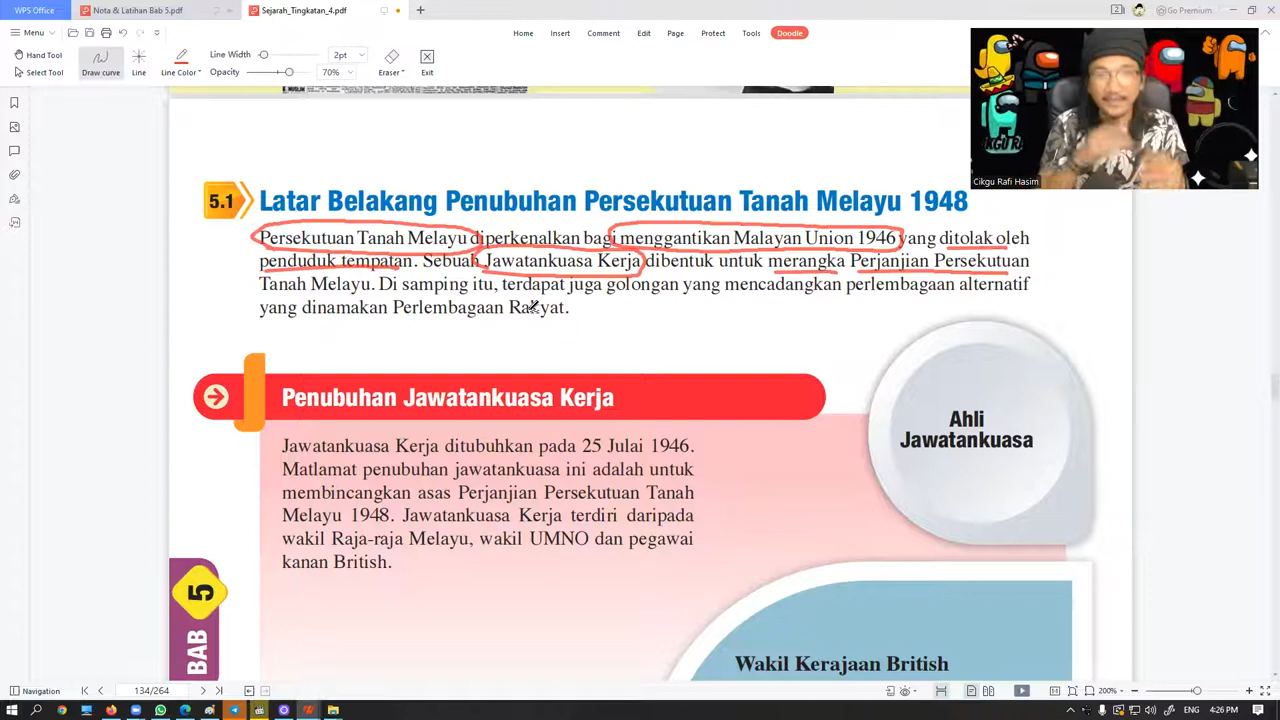 WPS Office
Nota & Latihan Bab 5.pdf
Sejarah_Tingkatan_4.pdf
Go Premium
Menu
Home
Insert
Comment
Edit
Page
Protect
Tools
Doodle
Hand Tool
Select Tool
Draw curve
Line
Line Color
Line Width
2pt
Opacity
70%
Eraser
Exit
Cikgu Rafi Hasim
5.1
Latar Belakang Penubuhan Persekutuan Tanah Melayu 1948
Persekutuan Tanah Melayu diperkenalkan bagi menggantikan Malayan Union 1946 yang ditolak oleh
penduduk tempatan. Sebuah Jawatankuasa Kerja dibentuk untuk merangka Perjanjian Persekutuan
Tanah Melayu. Di samping itu, terdapat juga golongan yang mencadangkan perlembagaan alternatif
yang dinamakan Perlembagaan Rakyat.
Penubuhan Jawatankuasa Kerja
Jawatankuasa Kerja ditubuhkan pada 25 Julai 1946.
Matlamat penubuhan jawatankuasa ini adalah untuk
membincangkan asas Perjanjian Persekutuan Tanah
Melayu 1948. Jawatankuasa Kerja terdiri daripada
wakil Raja-raja Melayu, wakil UMNO dan pegawai
kanan British.
Ahli
Jawatankuasa
Wakil Kerajaan British
BAB 5
Navigation
134/264
200%
4:26 PM